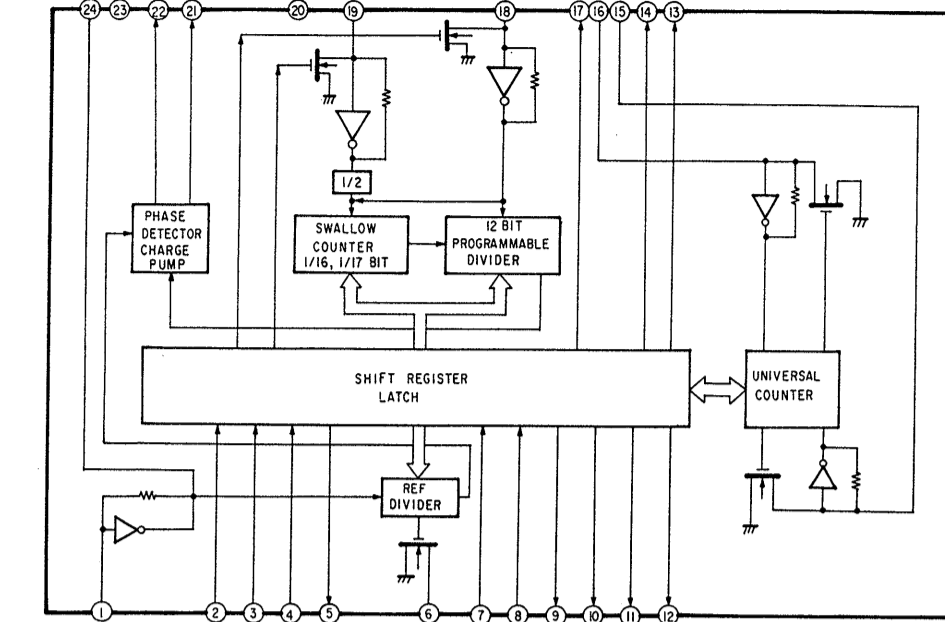 24 23 22 21 20 19 18 17 16 15 14 13
1/2
PHASE
DETECTOR
CHARGE
PUMP
SWALLOW
COUNTER
1/16, 1/17 BIT
12 BIT
PROGRAMMABLE
DIVIDER
SHIFT REGISTER
LATCH
UNIVERSAL
COUNTER
REF
DIVIDER
1 2 3 4 5 6 7 8 9 10 11 12